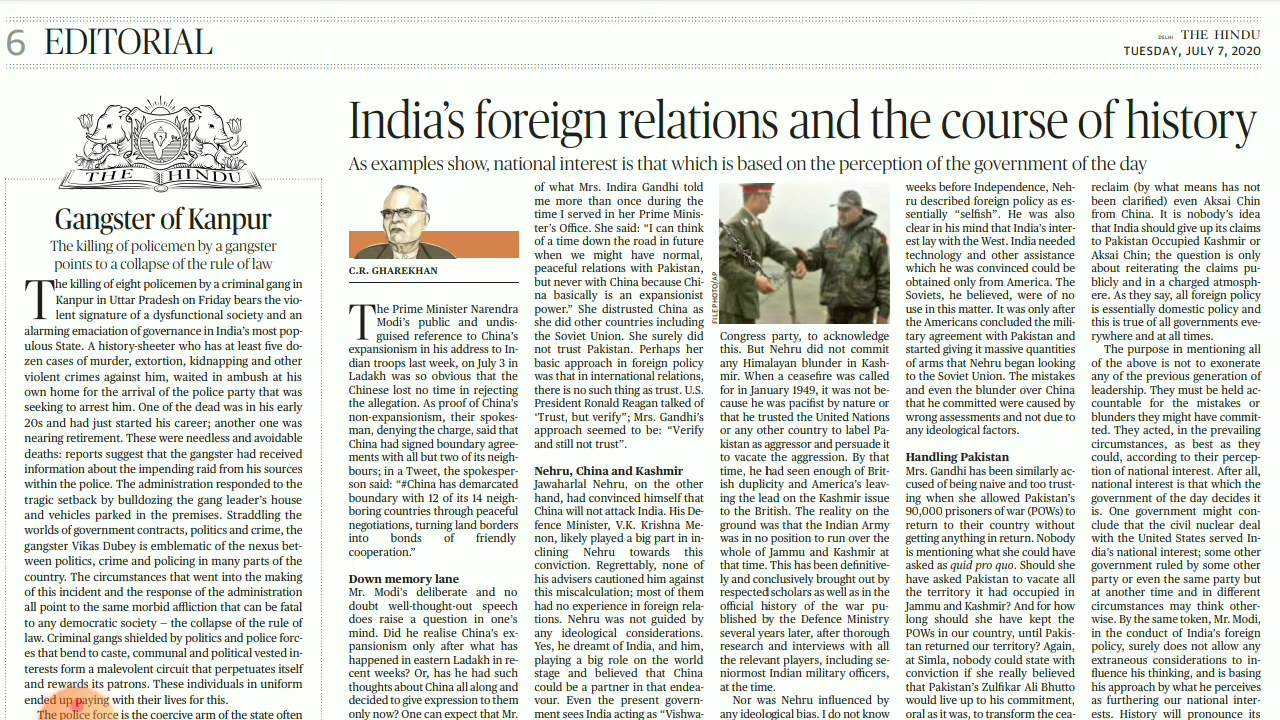 6 EDITORIAL
DELHI THE HINDU
TUESDAY, JULY 7, 2020
THE HINDU
Gangster of Kanpur
The killing of policemen by a gangster
points to a collapse of the rule of law
The killing of eight policemen by a criminal gang in
Kanpur in Uttar Pradesh on Friday bears the vio-
lent signature of a dysfunctional society and an
alarming emaciation of governance in India’s most pop-
ulous State. A history-sheeter who has at least five do-
zen cases of murder, extortion, kidnapping and other
violent crimes against him, waited in ambush at his
own home for the arrival of the police party that was
seeking to arrest him. One of the dead was in his early
20s and had just started his career; another one was
nearing retirement. These were needless and avoidable
deaths: reports suggest that the gangster had received
information about the impending raid from his sources
within the police. The administration responded to the
tragic setback by bulldozing the gang leader’s house
and vehicles parked in the premises. Straddling the
worlds of government contracts, politics and crime, the
gangster Vikas Dubey is emblematic of the nexus bet-
ween politics, crime and policing in many parts of the
country. The circumstances that went into the making
of this incident and the response of the administration
all point to the same morbid affliction that can be fatal
to any democratic society – the collapse of the rule of
law. Criminal gangs shielded by politics and police forc-
es that bend to caste, communal and political vested in-
terests form a malevolent circuit that perpetuates itself
and rewards its patrons. These individuals in uniform
ended up paying with their lives for this.
The police force is the coercive arm of the state often
India’s foreign relations and the course of history
As examples show, national interest is that which is based on the perception of the government of the day
C.R. GHAREKHAN
The Prime Minister Narendra
Modi’s public and undis-
guised reference to China’s
expansionism in his address to In-
dian troops last week, on July 3 in
Ladakh was so obvious that the
Chinese lost no time in rejecting
the allegation. As proof of China’s
non-expansionism, their spokes-
man, denying the charge, said that
China had signed boundary agree-
ments with all but two of its neigh-
bours; in a Tweet, the spokesper-
son said: “#China has demarcated
boundary with 12 of its 14 neigh-
boring countries through peaceful
negotiations, turning land borders
into bonds of friendly
cooperation.”
Down memory lane
Mr. Modi’s deliberate and no
doubt well-thought-out speech
does raise a question in one’s
mind. Did he realise China’s ex-
pansionism only after what has
happened in eastern Ladakh in re-
cent weeks? Or, has he had such
thoughts about China all along and
decided to give expression to them
only now? One can expect that Mr.
of what Mrs. Indira Gandhi told
me more than once during the
time I served in her Prime Minis-
ter’s Office. She said: “I can think
of a time down the road in future
when we might have normal,
peaceful relations with Pakistan,
but never with China because Chi-
na basically is an expansionist
power.” She distrusted China as
she did other countries including
the Soviet Union. She surely did
not trust Pakistan. Perhaps her
basic approach in foreign policy
was that in international relations,
there is no such thing as trust. U.S.
President Ronald Reagan talked of
‘Trust, but verify”; Mrs. Gandhi’s
approach seemed to be: “Verify
and still not trust”.
Nehru, China and Kashmir
Jawaharlal Nehru, on the other
hand, had convinced himself that
China will not attack India. His De-
fence Minister, V.K. Krishna Me-
non, likely played a big part in in-
clining Nehru towards this
conviction. Regrettably, none of
his advisers cautioned him against
this miscalculation; most of them
had no experience in foreign rela-
tions. Nehru was not guided by
any ideological considerations.
Yes, he dreamt of India, and him,
playing a big role on the world
stage and believed that China
could be a partner in that endea-
vour. Even the present govern-
ment sees India acting as “Vishwa-
FILE PHOTO/AP
Congress party, to acknowledge
this. But Nehru did not commit
any Himalayan blunder in Kash-
mir. When a ceasefire was called
for in January 1949, it was not be-
cause he was pacifist by nature or
that he trusted the United Nations
or any other country to label Pa-
kistan as aggressor and persuade it
to vacate the aggression. By that
time, he had seen enough of Brit-
ish duplicity and America’s leav-
ing the lead on the Kashmir issue
to the British. The reality on the
ground was that the Indian Army
was in no position to run over the
whole of Jammu and Kashmir at
that time. This has been definitive-
ly and conclusively brought out by
respected scholars as well as in the
official history of the war pu-
blished by the Defence Ministry
several years later, after thorough
research and interviews with all
the relevant players, including se-
niormost Indian military officers,
at the time.
Nor was Nehru influenced by
any ideological bias. I do not know
weeks before Independence, Neh-
ru described foreign policy as es-
sentially “selfish”. He was also
clear in his mind that India’s inter-
est lay with the West. India needed
technology and other assistance
which he was convinced could be
obtained only from America. The
Soviets, he believed, were of no
use in this matter. It was only after
the Americans concluded the mili-
tary agreement with Pakistan and
started giving it massive quantities
of arms that Nehru began looking
to the Soviet Union. The mistakes
and even the blunder over China
that he committed were caused by
wrong assessments and not due to
any ideological factors.
Handling Pakistan
Mrs. Gandhi has been similarly ac-
cused of being naive and too trust-
ing when she allowed Pakistan’s
90,000 prisoners of war (POWs) to
return to their country without
getting anything in return. Nobody
is mentioning what she could have
asked as quid pro quo. Should she
have asked Pakistan to vacate all
the territory it had occupied in
Jammu and Kashmir? And for how
long should she have kept the
POWs in our country, until Pakis-
tan returned our territory? Again,
at Simla, nobody could state with
conviction if she really believed
that Pakistan’s Zulfikar Ali Bhutto
would live up to his commitment,
oral as it was, to transform the cea-
reclaim (by what means has not
been clarified) even Aksai Chin
from China. It is nobody’s idea
that India should give up its claims
to Pakistan Occupied Kashmir or
Aksai Chin; the question is only
about reiterating the claims pu-
blicly and in a charged atmosph-
ere. As they say, all foreign policy
is essentially domestic policy and
this is true of all governments eve-
rywhere and at all times.
The purpose in mentioning all
of the above is not to exonerate
any of the previous generation of
leadership. They must be held ac-
countable for the mistakes or
blunders they might have commit-
ted. They acted, in the prevailing
circumstances, as best as they
could, according to their percep-
tion of national interest. After all,
national interest is that which the
government of the day decides it
is. One government might con-
clude that the civil nuclear deal
with the United States served In-
dia’s national interest; some other
government ruled by some other
party or even the same party but
at another time and in different
circumstances may think other-
wise. By the same token, Mr. Modi,
in the conduct of India’s foreign
policy, surely does not allow any
extraneous considerations to in-
fluence his thinking, and is basing
his approach by what he perceives
as furthering our national inter-
ests. History will pronounce its